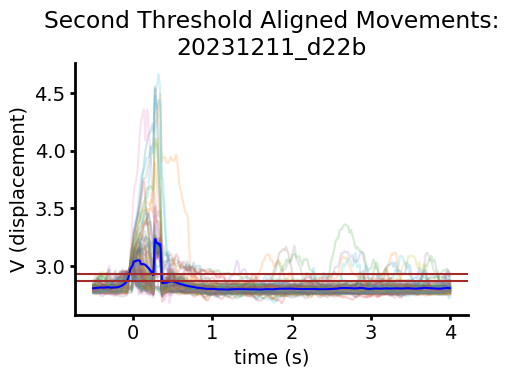 Second Threshold Aligned Movements:
20231211_d22b
V (displacement)
4.5
4.0
3.5
3.0
0 1 2 3 4
time (s)